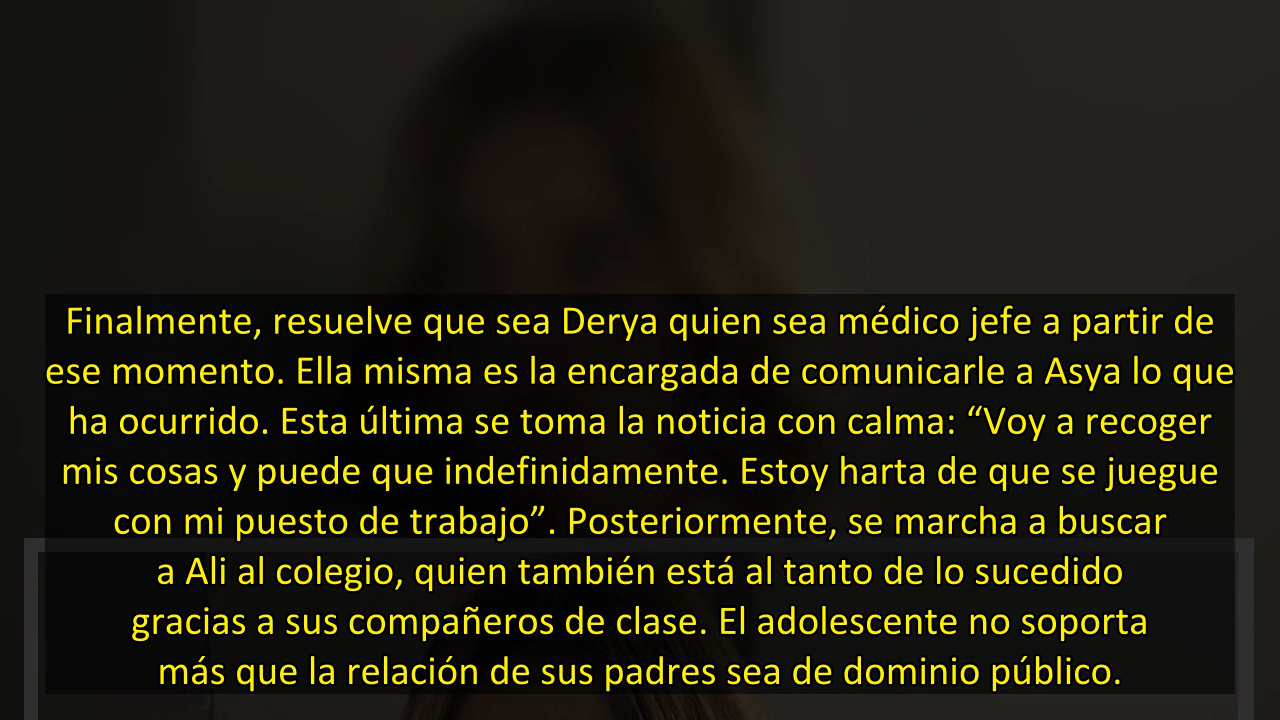 Finalmente, resuelve que sea Derya quien sea médico jefe a partir de
ese momento. Ella misma es la encargada de comunicarle a Asya lo que
ha ocurrido. Esta última se toma la noticia con calma: “Voy a recoger
mis cosas y puede que indefinidamente. Estoy harta de que se juegue
con mi puesto de trabajo”. Posteriormente, se marcha a buscar
a Ali al colegio, quien también está al tanto de lo sucedido
gracias a sus compañeros de clase. El adolescente no soporta
más que la relación de sus padres sea de dominio público.